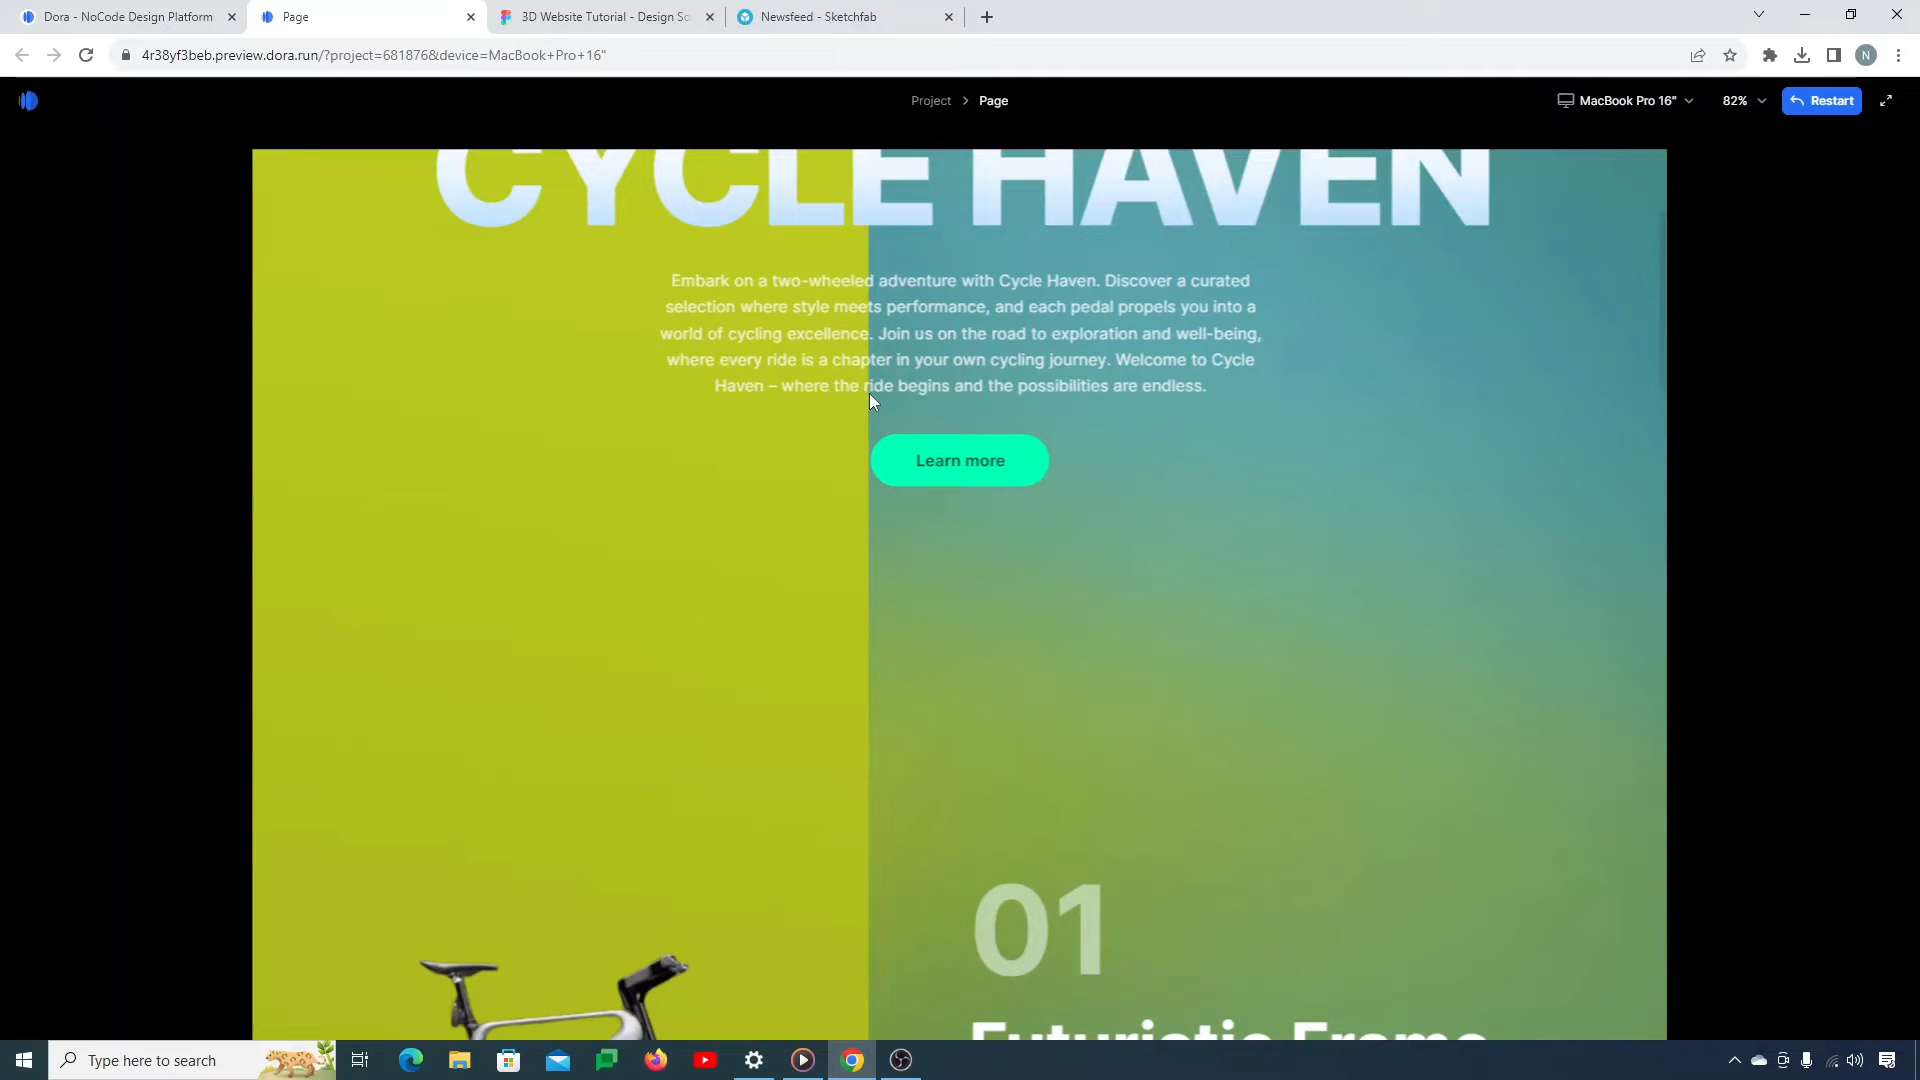 Dora - NoCode Design Platform
Page
3D Website Tutorial - Design So
Newsfeed - Sketchfab
4r38yf3beb.preview.dora.run/?project=681876&device=MacBook+Pro+16"
N
Project > Page
MacBook Pro 16"
82%
Restart
CYCLE HAVEN
Embark on a two-wheeled adventure with Cycle Haven. Discover a curated
selection where style meets performance, and each pedal propels you into a
world of cycling excellence. Join us on the road to exploration and well-being,
where every ride is a chapter in your own cycling journey. Welcome to Cycle
Haven – where the ride begins and the possibilities are endless.
Learn more
01
Futuristic Frame
Type here to search